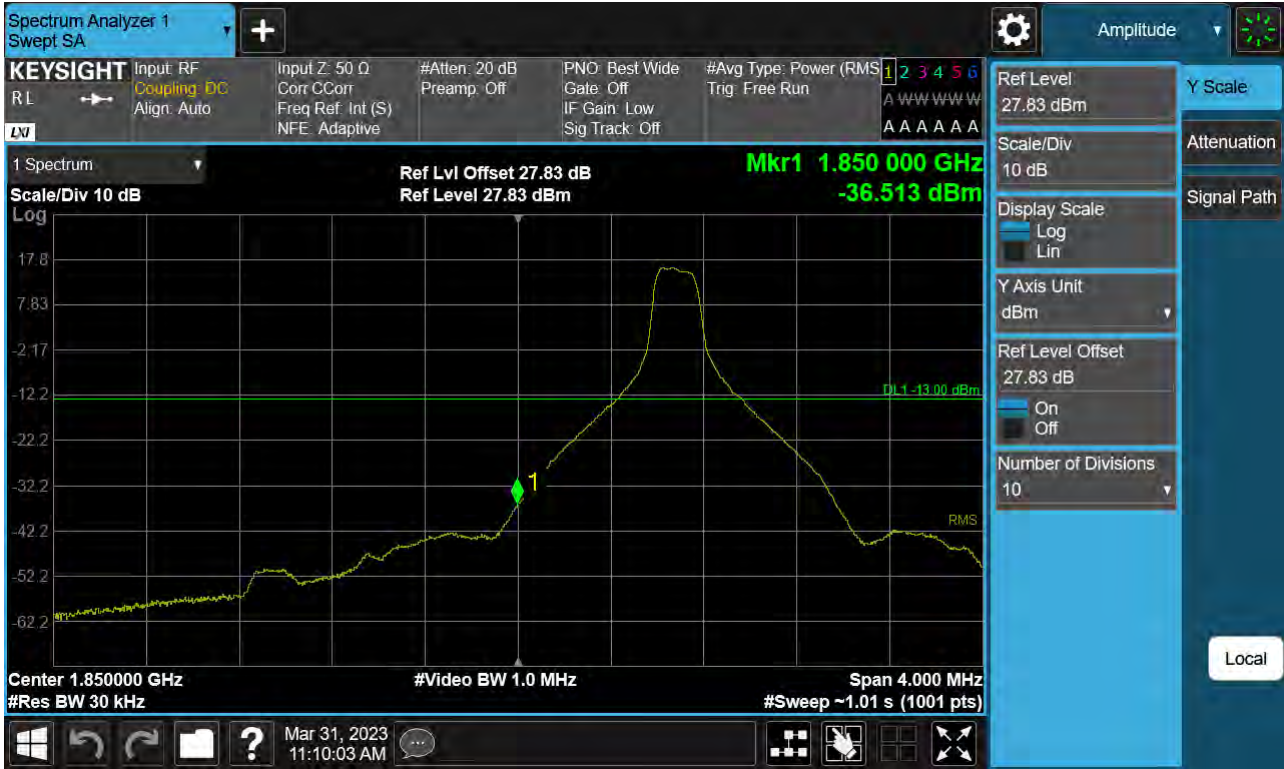 Spectrum Analyzer 1
Swept SA
+
Amplitude
KEYSIGHT
RL
LXI
Input: RF
Coupling: DC
Align: Auto
Input Z: 50 Ω
Corr CCorr
Freq Ref: Int (S)
NFE: Adaptive
#Atten: 20 dB
Preamp: Off
PNO: Best Wide
Gate: Off
IF Gain: Low
Sig Track: Off
#Avg Type: Power (RMS
Trig: Free Run
1 2 3 4 5 6
A W W W W W
A A A A A A
1 Spectrum
Scale/Div 10 dB
Log
Ref Lvl Offset 27.83 dB
Ref Level 27.83 dBm
Mkr1 1.850 000 GHz
-36.513 dBm
17.8
7.83
-2.17
-12.2
-22.2
-32.2
-42.2
-52.2
-62.2
DL1 -13.00 dBm
1
RMS
Center 1.850000 GHz
#Video BW 1.0 MHz
Span 4.000 MHz
#Res BW 30 kHz
#Sweep ~1.01 s (1001 pts)
Ref Level
27.83 dBm
Scale/Div
10 dB
Display Scale
Log
Lin
Y Axis Unit
dBm
Ref Level Offset
27.83 dB
On
Off
Number of Divisions
10
Y Scale
Attenuation
Signal Path
Local
?
Mar 31, 2023
11:10:03 AM